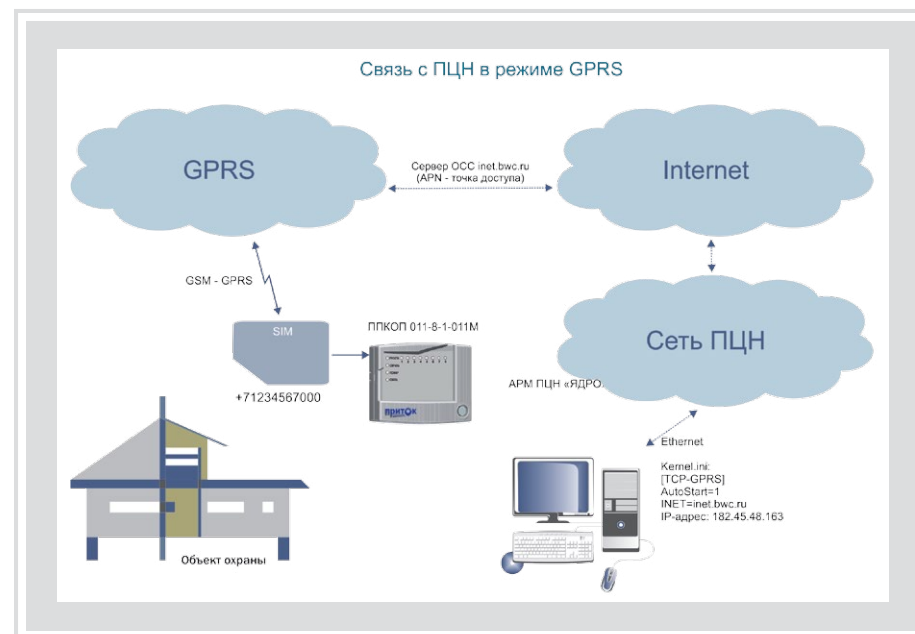 Связь с ПЦН в режиме GPRS
GPRS
Сервер ОСС inet.bwc.ru
(APN - точка доступа)
Internet
GSM - GPRS
SIM
ППКОП 011-8-1-011М
+71234567000
приток
Сеть ПЦН
АРМ ПЦН «ЯДРО
Ethernet
Kernel.ini:
[TCP-GPRS]
AutoStart=1
INET=inet.bwc.ru
IP-адрес: 182.45.48.163
Объект охраны